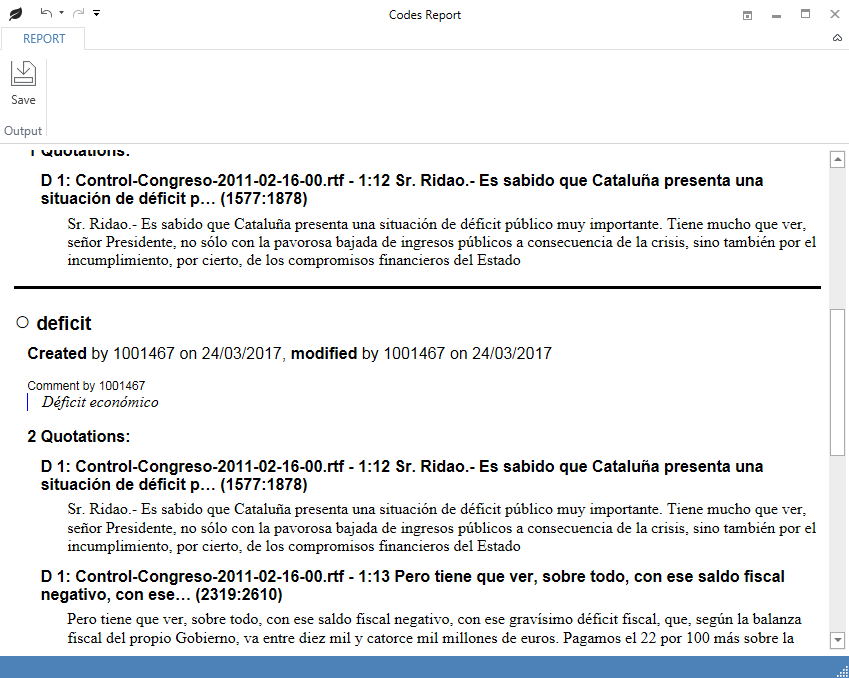 Codes Report
REPORT
Save
Output
1 Quotations:
D 1: Control-Congreso-2011-02-16-00.rtf - 1:12 Sr. Ridao.- Es sabido que Cataluña presenta una
situación de déficit p… (1577:1878)
Sr. Ridao.- Es sabido que Cataluña presenta una situación de déficit público muy importante. Tiene mucho que ver,
señor Presidente, no sólo con la pavorosa bajada de ingresos públicos a consecuencia de la crisis, sino también por el
incumplimiento, por cierto, de los compromisos financieros del Estado
deficit
Created by 1001467 on 24/03/2017, modified by 1001467 on 24/03/2017
Comment by 1001467
Déficit económico
2 Quotations:
D 1: Control-Congreso-2011-02-16-00.rtf - 1:12 Sr. Ridao.- Es sabido que Cataluña presenta una
situación de déficit p… (1577:1878)
Sr. Ridao.- Es sabido que Cataluña presenta una situación de déficit público muy importante. Tiene mucho que ver,
señor Presidente, no sólo con la pavorosa bajada de ingresos públicos a consecuencia de la crisis, sino también por el
incumplimiento, por cierto, de los compromisos financieros del Estado
D 1: Control-Congreso-2011-02-16-00.rtf - 1:13 Pero tiene que ver, sobre todo, con ese saldo fiscal
negativo, con ese… (2319:2610)
Pero tiene que ver, sobre todo, con ese saldo fiscal negativo, con ese gravísimo déficit fiscal, que, según la balanza
fiscal del propio Gobierno, va entre diez mil y catorce mil millones de euros. Pagamos el 22 por 100 más sobre la